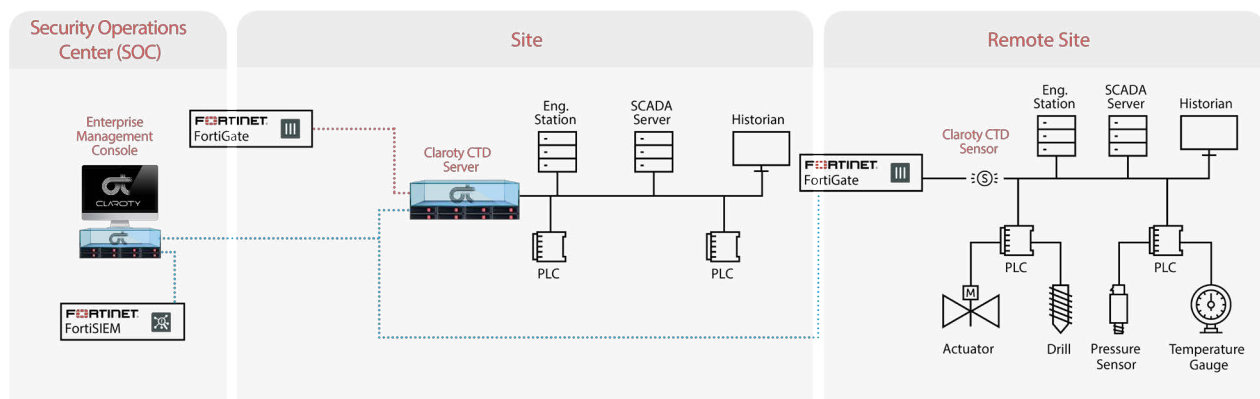 Security Operations
Center (SOC)
Site
Remote Site
Enterprise
Management
Console
CLAROTY
FORTINET
FortiSIEM
FORTINET
FortiGate
Claroty CTD
Server
Eng.
Station
SCADA
Server
Historian
PLC
PLC
FORTINET
FortiGate
Claroty CTD
Sensor
S
Eng.
Station
SCADA
Server
Historian
PLC
PLC
M
Actuator
Drill
Pressure
Sensor
Temperature
Gauge